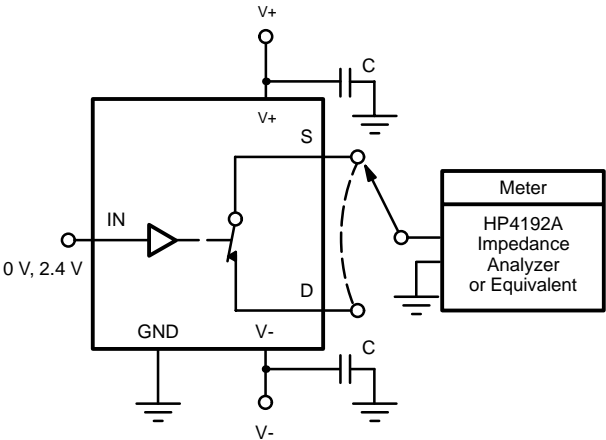 V+
C
V+
S
IN
0 V, 2.4 V
D
GND
V-
C
V-
Meter
HP4192A
Impedance
Analyzer
or Equivalent